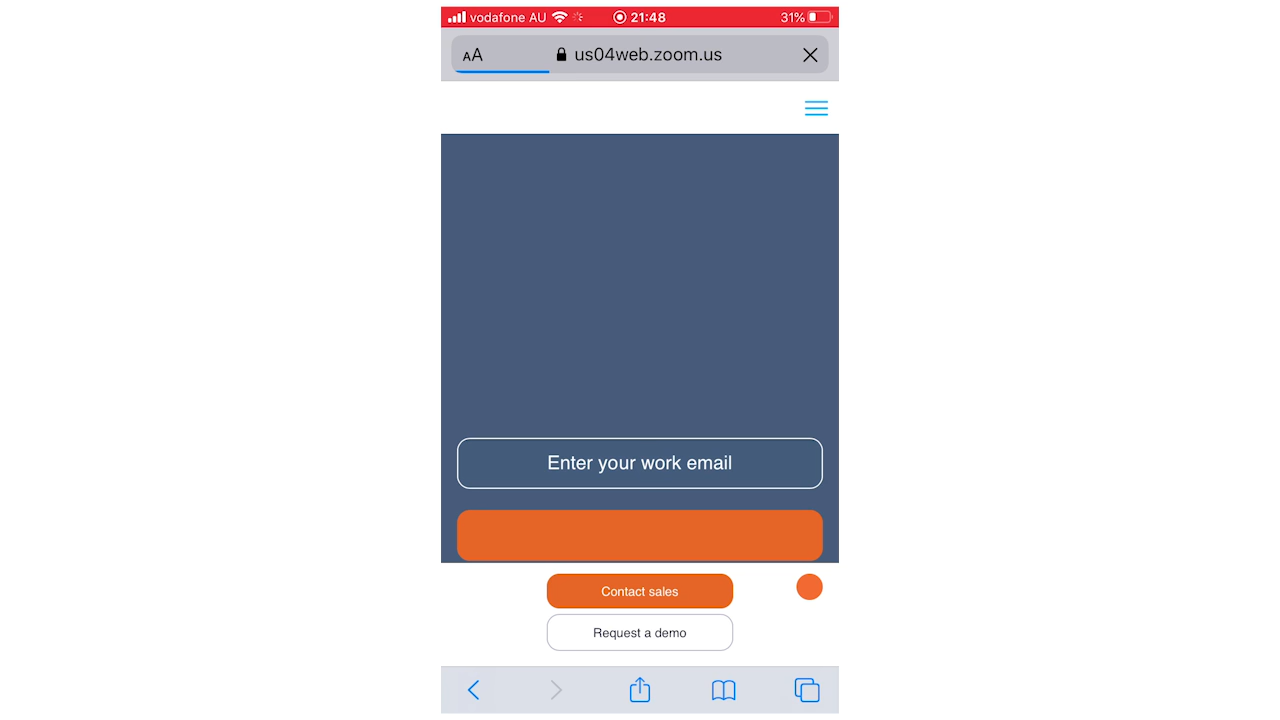 vodafone AU 21:48 31%
AA us04web.zoom.us
Enter your work email
Contact sales
Request a demo